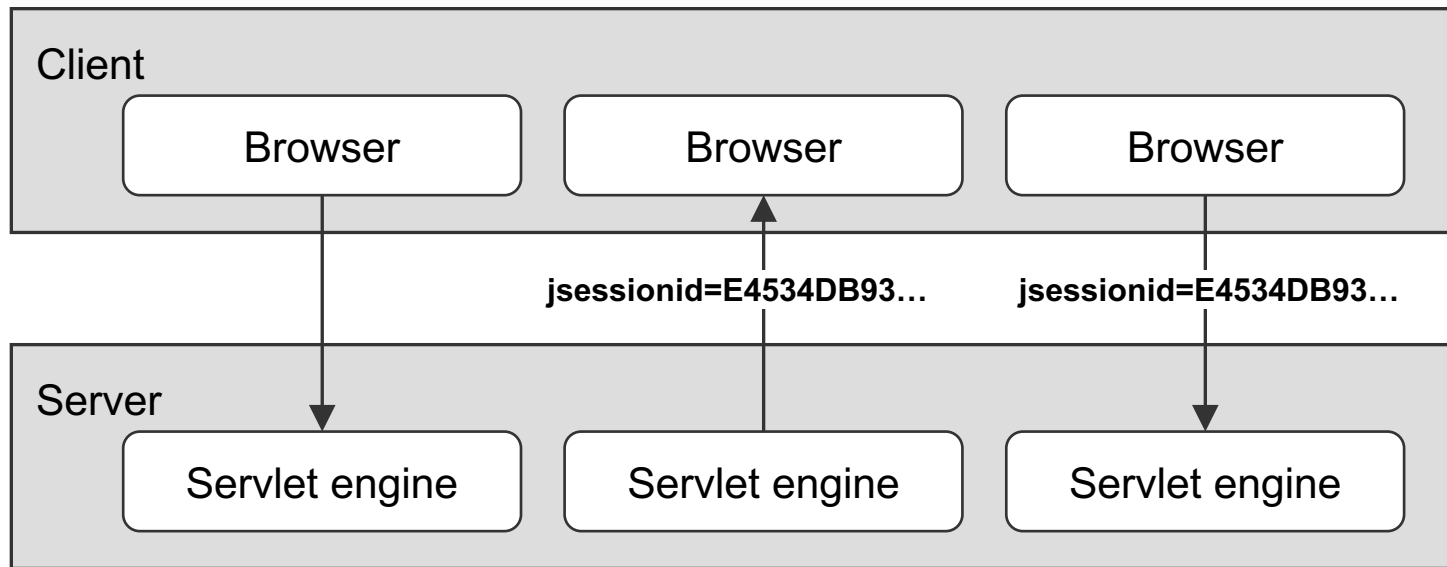 Client
Browser
Browser
Browser
jsessionid=E4534DB93…
jsessionid=E4534DB93…
Server
Servlet engine
Servlet engine
Servlet engine